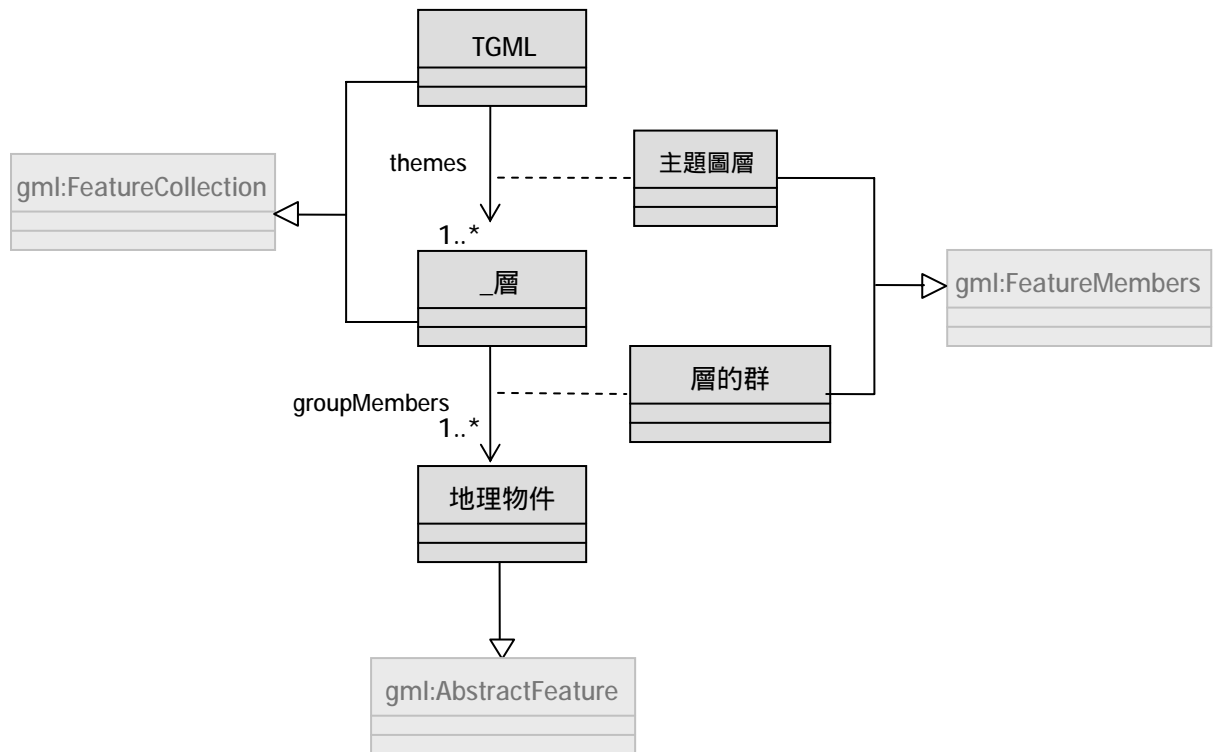 TGML
themes
主題圖層
gml:FeatureCollection
1..*
_層
gml:FeatureMembers
層的群
groupMembers
1..*
地理物件
gml:AbstractFeature